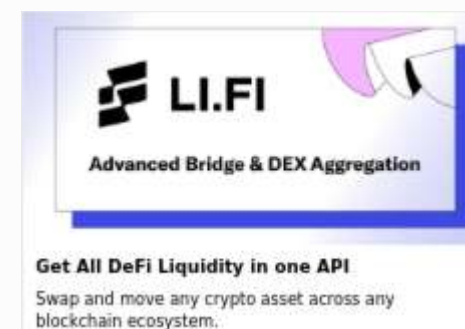 LI.FI
Advanced Bridge & DEX Aggregation
Get All DeFi Liquidity in one API
Swap and move any crypto asset across any
blockchain ecosystem.